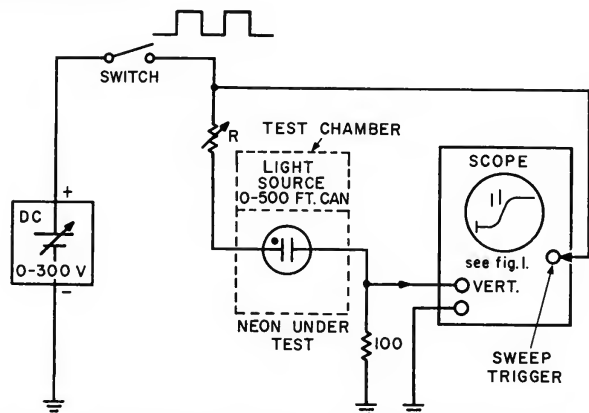 SWITCH
TEST CHAMBER
R
LIGHT
SOURCE
0-500 FT. CAN
SCOPE
+
DC
0-300 V
-
see fig.1.
VERT.
NEON UNDER
TEST
100
SWEEP
TRIGGER